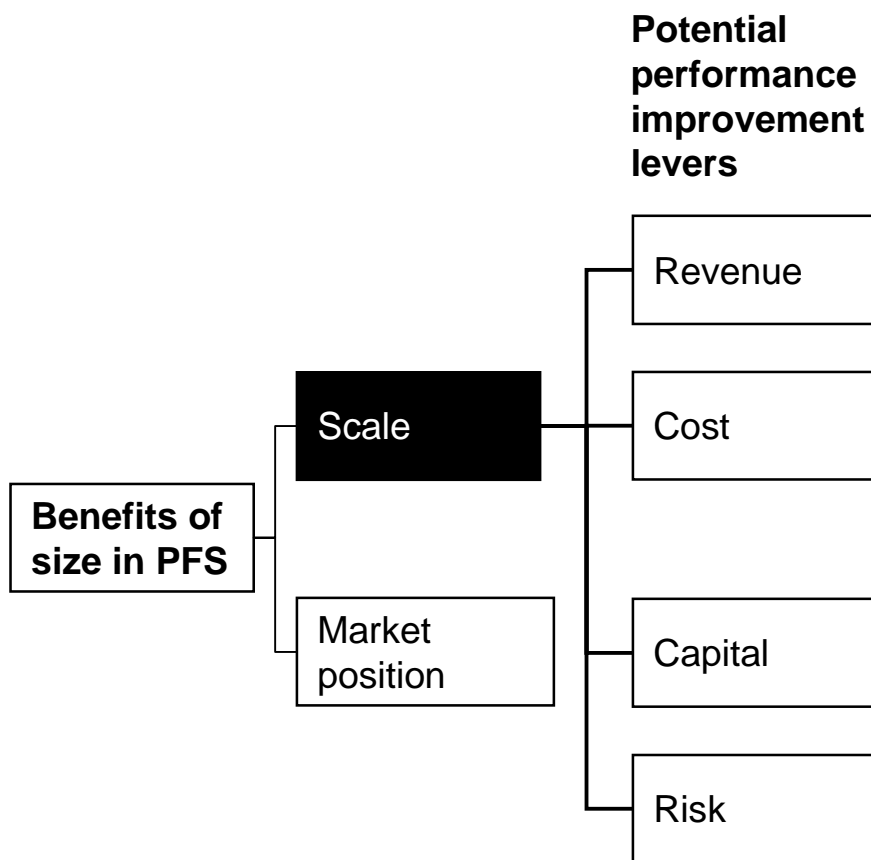 Potential
performance
improvement
levers
Revenue
Scale
Cost
Benefits of
size in PFS
Market
position
Capital
Risk